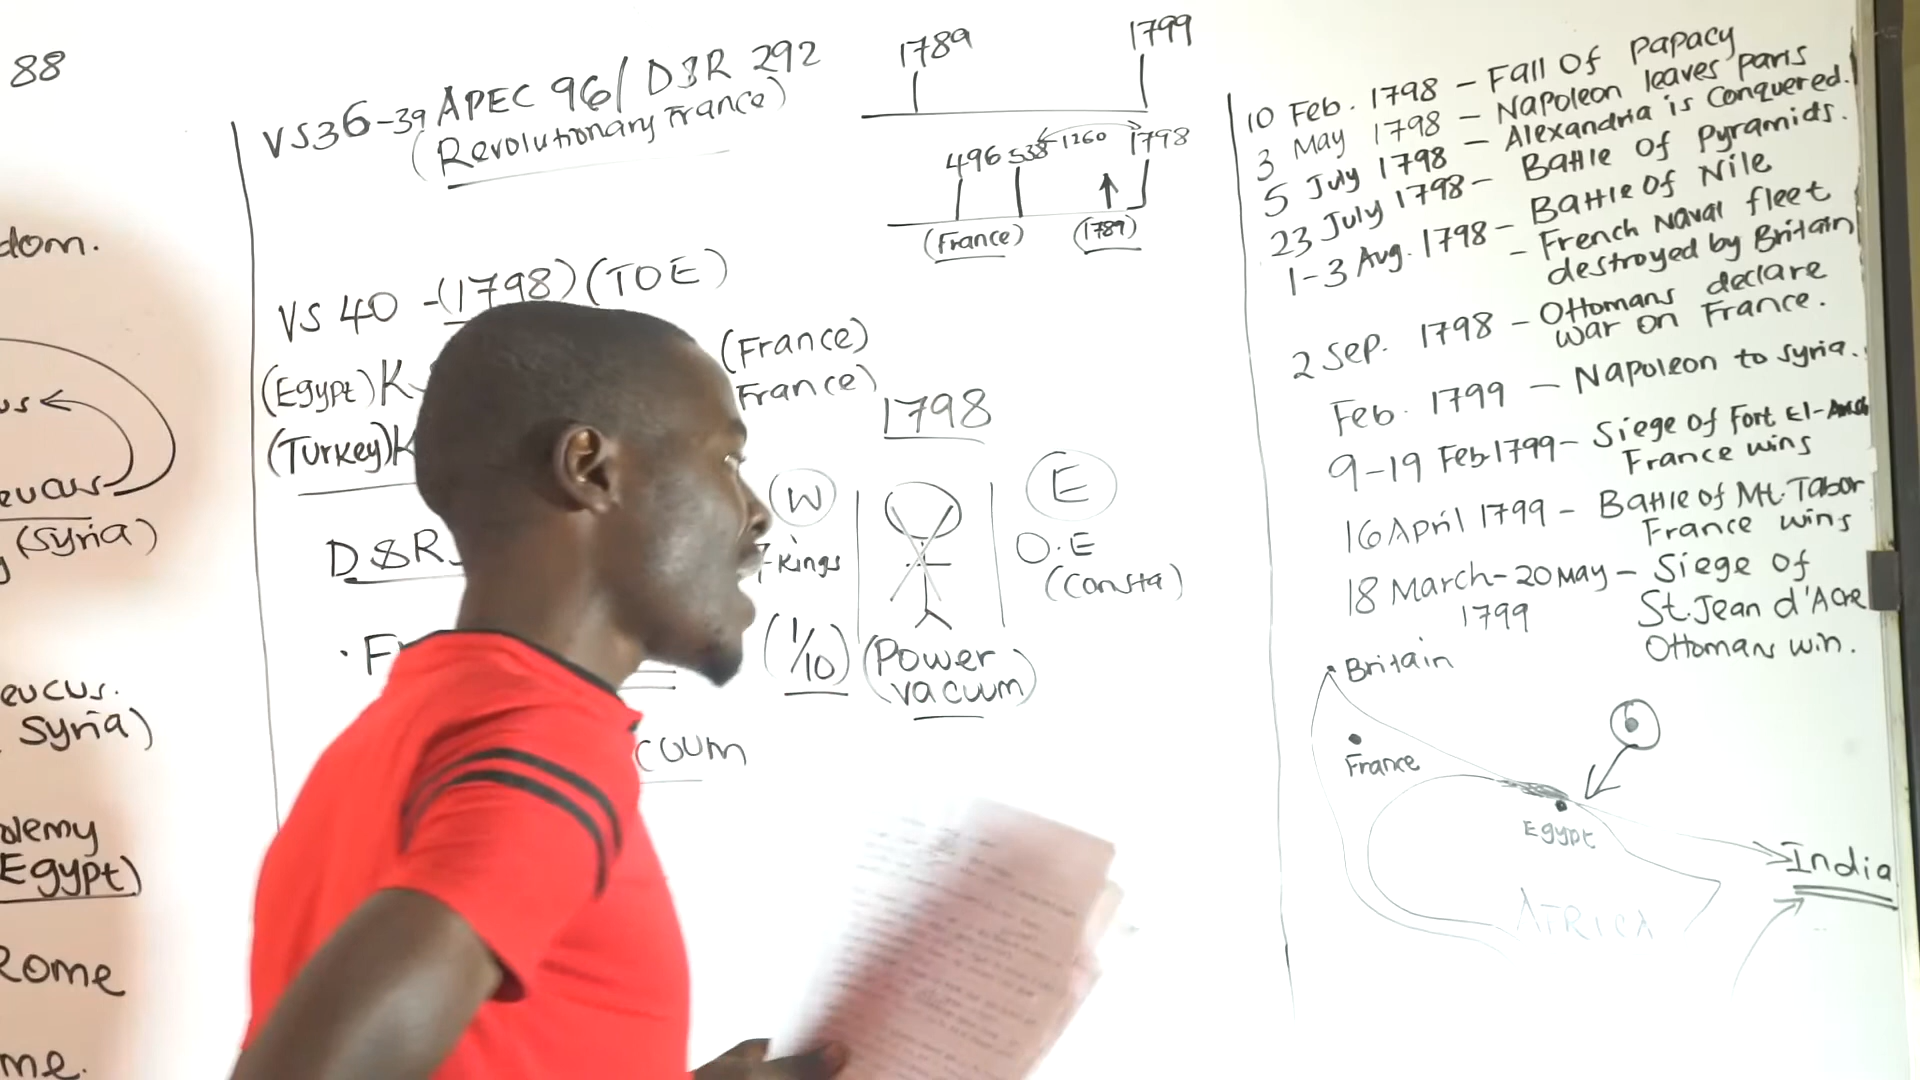 88
dom.
eucus
(Syria)
eucus.
Syria)
olemy
Egypt)
Rome
me.
VS36-39 APEC 96/ D&R 292
(Revolutionary France)
VS 40 -(1798) (TOE)
(Egypt) K
(France)
(Turkey) K
France)
D&R
1798
W
Kings
(1/10)
(Power vacuum)
E
O.E
(Consta)
cuum
1789
1799
496 538 1260 1798
(France)
(1789)
10 Feb. 1798 - Fall Of Papacy
3 May 1798 - Napoleon leaves Paris
5 July 1798 - Alexandria is Conquered.
23 July 1798 - Battle Of Pyramids.
1-3 Aug. 1798 - Battle Of Nile
- French Naval fleet
destroyed by Britain
2 Sep. 1798 - Ottomans declare
war on France.
Feb. 1799 - Napoleon to Syria.
9-19 Feb 1799 - Siege of Fort El-
France wins
16 April 1799 - Battle of Mt. Tabor
France wins
18 March - 20 May - Siege of
1799 St. Jean d'Acre
Ottomans win.
Britain
France
6
Egypt
India
AFRICA